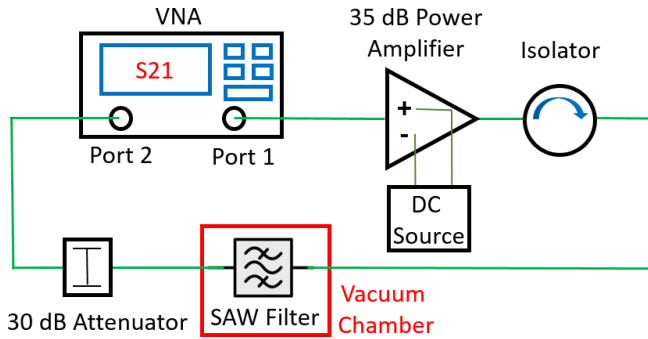 VNA
35 dB Power
Amplifier
Isolator
S21
+
-
Port 2
Port 1
DC
Source
30 dB Attenuator
SAW Filter
Vacuum
Chamber